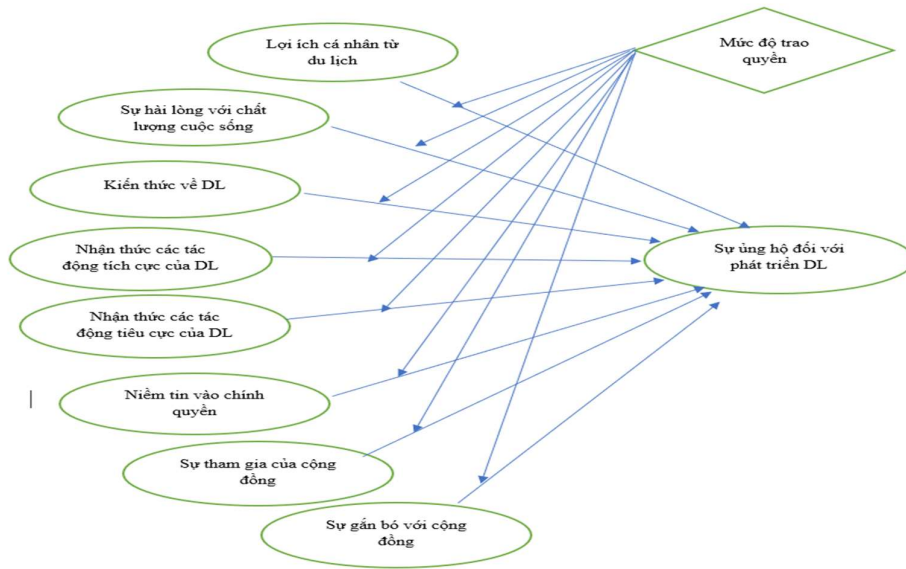 Lợi ích cá nhân từ
du lịch
Mức độ trao
quyền
Sự hài lòng với chất
lượng cuộc sống
Kiến thức về DL
Nhận thức các tác
động tích cực của DL
Sự ủng hộ đối với
phát triển DL
Nhận thức các tác
động tiêu cực của DL
Niềm tin vào chính
quyền
Sự tham gia của cộng
đồng
Sự gắn bó với cộng
đồng